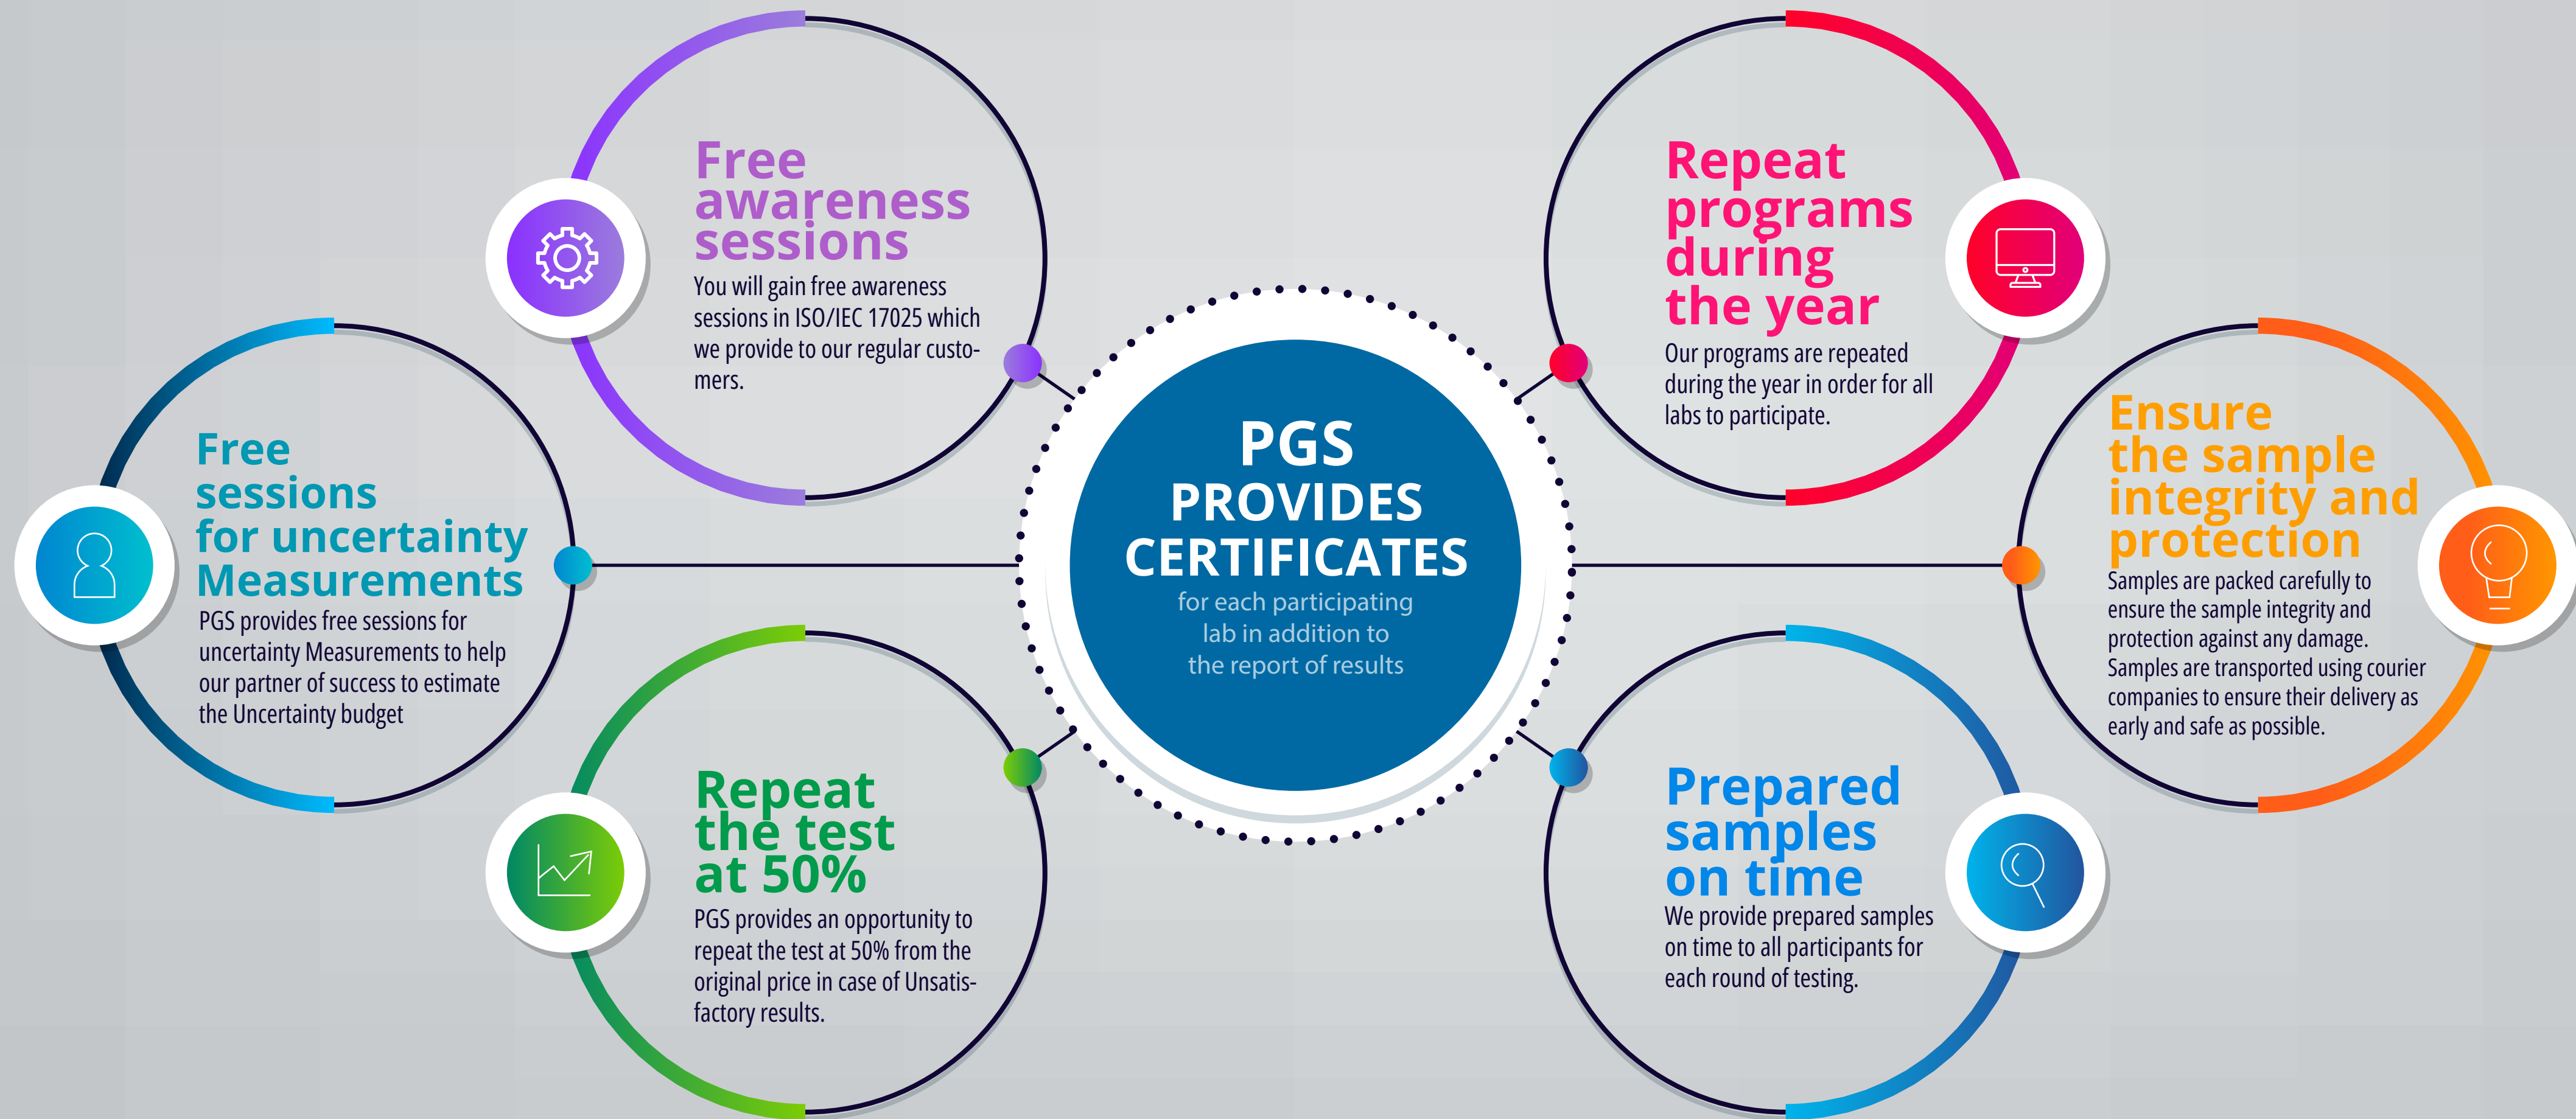 Free
awareness
sessions
You will gain free awareness
sessions in ISO/IEC 17025 which
we provide to our regular custo-
mers.
Repeat
programs
during
the year
Our programs are repeated
during the year in order for all
labs to participate.
Free
sessions
for uncertainty
Measurements
PGS provides free sessions for
uncertainty Measurements to help
our partner of success to estimate
the Uncertainty budget
PGS
PROVIDES
CERTIFICATES
for each participating
lab in addition to
the report of results
Ensure
the sample
integrity and
protection
Samples are packed carefully to
ensure the sample integrity and
protection against any damage.
Samples are transported using courier
companies to ensure their delivery as
early and safe as possible.
Repeat
the test
at 50%
PGS provides an opportunity to
repeat the test at 50% from the
original price in case of Unsatis-
factory results.
Prepared
samples
on time
We provide prepared samples
on time to all participants for
each round of testing.